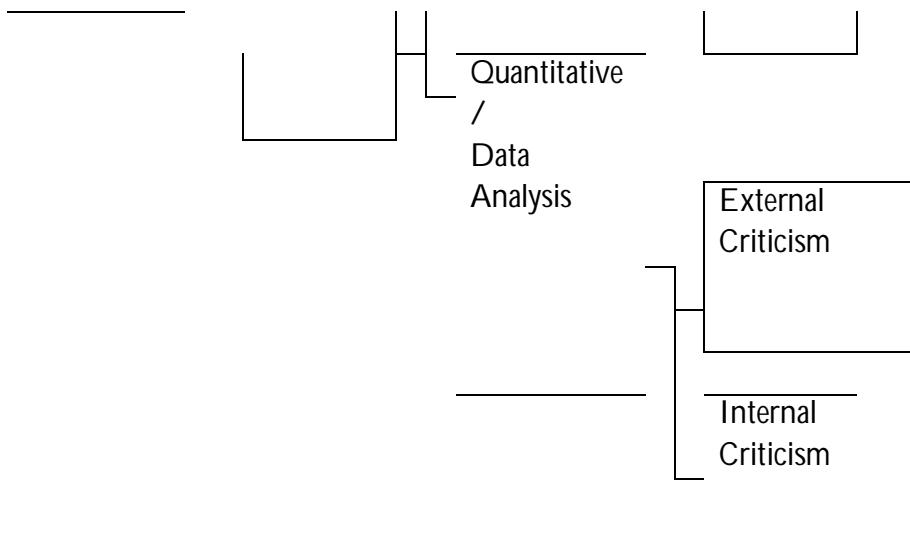 Quantitative
/
Data
Analysis
External
Criticism
Internal
Criticism